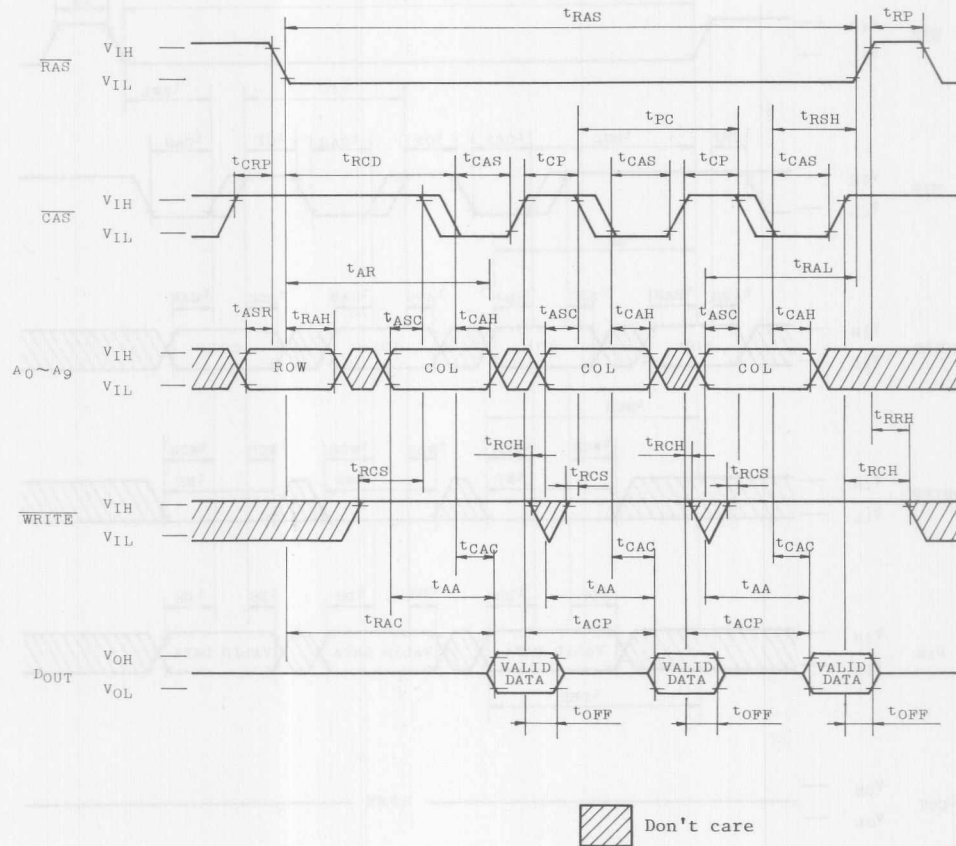 tRAS
tRP
VIH
RAS
VIL
tPC
tRSH
tCRP
tRCD
tCAS
tCP
tCAS
tCP
tCAS
VIH
CAS
VIL
tAR
tRAL
tASR
tRAH
tASC
tCAH
tASC
tCAH
tASC
tCAH
VIH
A0~A9
VIL
ROW
COL
COL
COL
tRRH
tRCH
tRCH
tRCS
tRCS
tRCS
tRCH
VIH
WRITE
VIL
tCAC
tCAC
tCAC
tAA
tAA
tAA
tRAC
tACP
tACP
VOH
DOUT
VOL
VALID
DATA
VALID
DATA
VALID
DATA
tOFF
tOFF
tOFF
Don't care